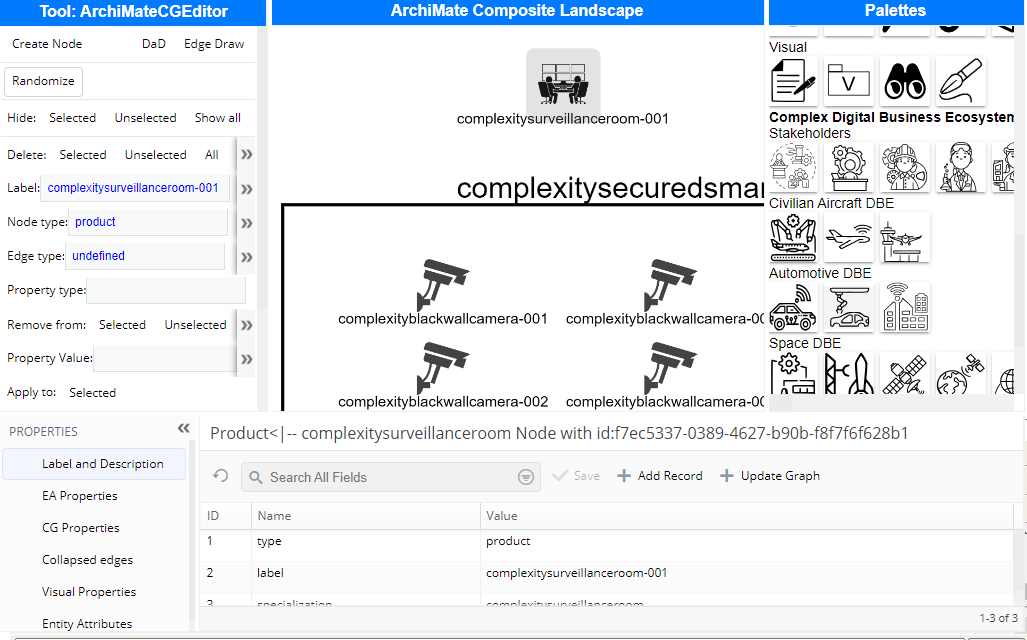 Tool: ArchiMateCGEditor
Create Node DaD Edge Draw
Randomize
Hide: Selected Unselected Show all
Delete: Selected Unselected All
Label: complexitysurveillanceroom-001
Node type: product
Edge type: undefined
Property type:
Remove from: Selected Unselected
Property Value:
Apply to: Selected
ArchiMate Composite Landscape
complexitysurveillanceroom-001
complexitysecuredsmar
complexityblackwallcamera-001 complexityblackwallcamera-00
complexityblackwallcamera-002 complexityblackwallcamera-00
Palettes
Visual
V
Complex Digital Business Ecosystem
Stakeholders
Civilian Aircraft DBE
Automotive DBE
Space DBE
PROPERTIES
Label and Description
EA Properties
CG Properties
Collapsed edges
Visual Properties
Entity Attributes
Product<|-- complexitysurveillanceroom Node with id:f7ec5337-0389-4627-b90b-f8f7f6f628b1
Search All Fields Save Add Record Update Graph
ID Name Value
1 type product
2 label complexitysurveillanceroom-001
3 specialization complexitysurveillanceroom
1-3 of 3